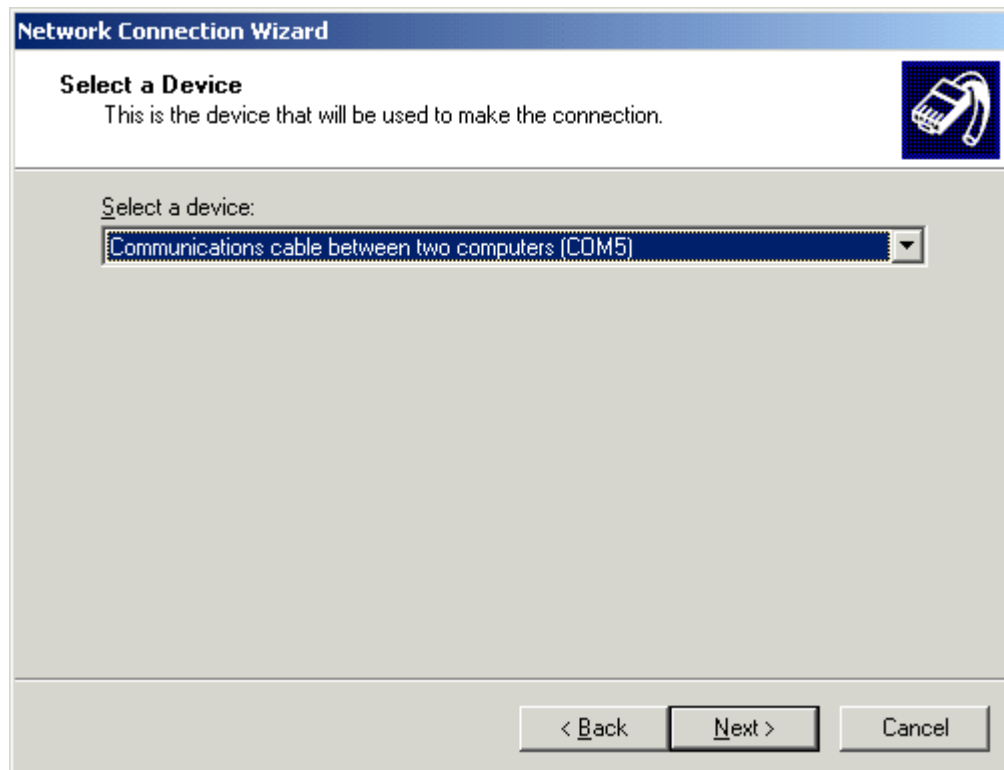 Network Connection Wizard
Select a Device
This is the device that will be used to make the connection.
Select a device:
Communications cable between two computers (COM5)
< Back
Next >
Cancel